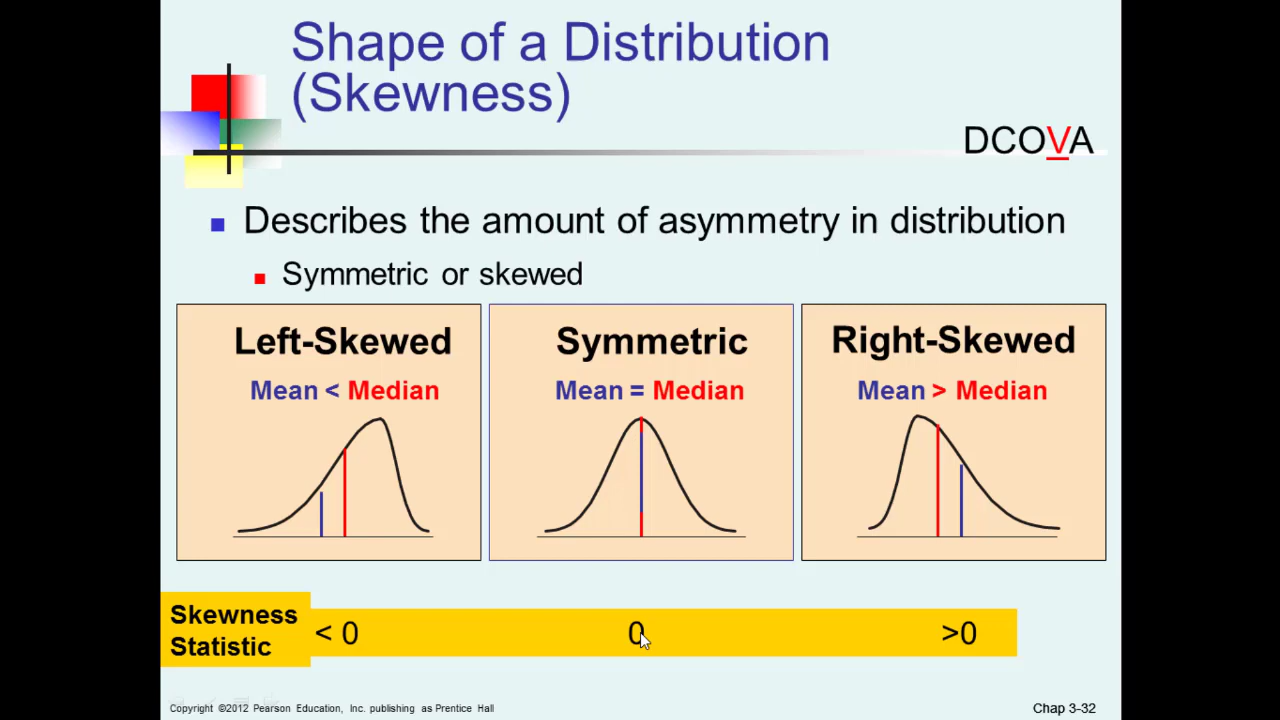 Shape of a Distribution
(Skewness)
DCOVA
Describes the amount of asymmetry in distribution
Symmetric or skewed
Left-Skewed
Mean < Median
Symmetric
Mean = Median
Right-Skewed
Mean > Median
Skewness
Statistic
< 0
0
>0
Copyright ©2012 Pearson Education, Inc. publishing as Prentice Hall
Chap 3-32